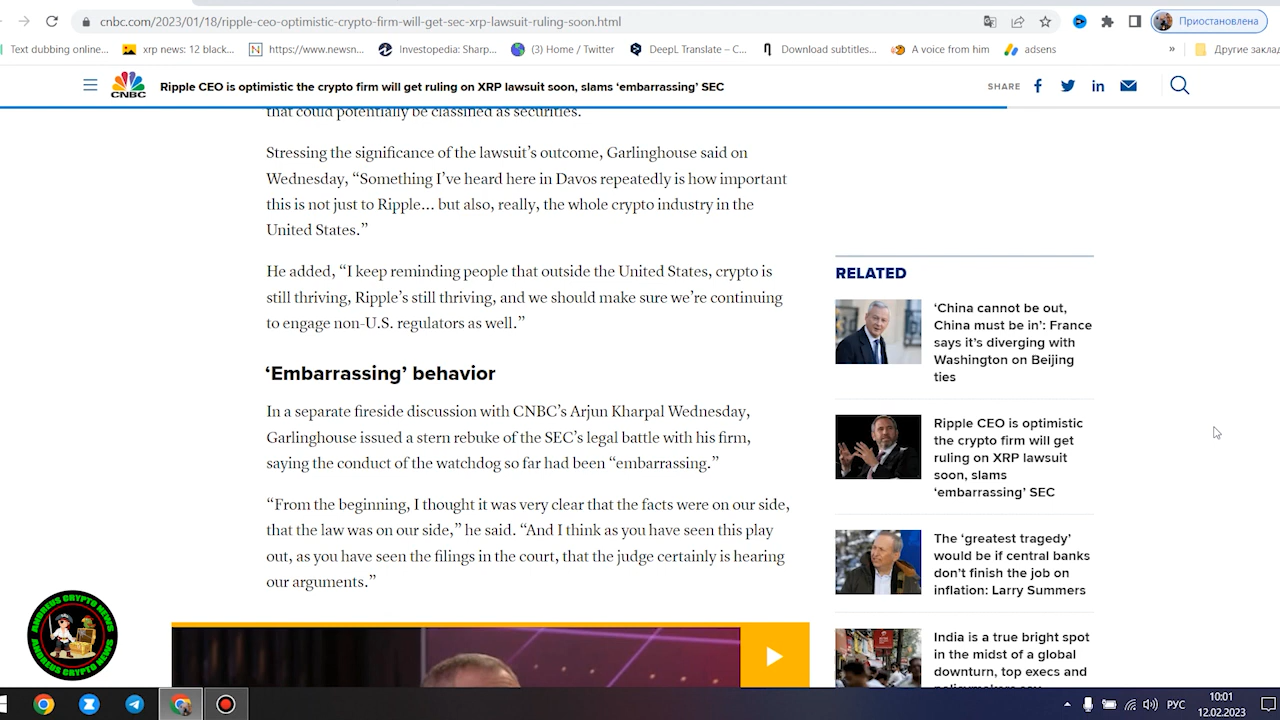 cnbc.com/2023/01/18/ripple-ceo-optimistic-crypto-firm-will-get-sec-xrp-lawsuit-ruling-soon.html
Приостановлена
Text dubbing online...
xrp news: 12 black...
https://www.newsn...
Investopedia: Sharp...
(3) Home / Twitter
DeepL Translate – C...
Download subtitles...
A voice from him
adsens
»
Другие закла
CNBC
Ripple CEO is optimistic the crypto firm will get ruling on XRP lawsuit soon, slams ‘embarrassing’ SEC
SHARE
that could potentially be classified as securities.
Stressing the significance of the lawsuit’s outcome, Garlinghouse said on
Wednesday, “Something I’ve heard here in Davos repeatedly is how important
this is not just to Ripple… but also, really, the whole crypto industry in the
United States.”
He added, “I keep reminding people that outside the United States, crypto is
still thriving, Ripple’s still thriving, and we should make sure we’re continuing
to engage non-U.S. regulators as well.”
‘Embarrassing’ behavior
In a separate fireside discussion with CNBC’s Arjun Kharpal Wednesday,
Garlinghouse issued a stern rebuke of the SEC’s legal battle with his firm,
saying the conduct of the watchdog so far had been “embarrassing.”
“From the beginning, I thought it was very clear that the facts were on our side,
that the law was on our side,” he said. “And I think as you have seen this play
out, as you have seen the filings in the court, that the judge certainly is hearing
our arguments.”
RELATED
‘China cannot be out,
China must be in’: France
says it’s diverging with
Washington on Beijing
ties
Ripple CEO is optimistic
the crypto firm will get
ruling on XRP lawsuit
soon, slams
‘embarrassing’ SEC
The ‘greatest tragedy’
would be if central banks
don’t finish the job on
inflation: Larry Summers
India is a true bright spot
in the midst of a global
downturn, top execs and
ANDREUS CRYPTO NEWS
ANDREUS CRYPTO NEWS
РУС
10:01
12.02.2023